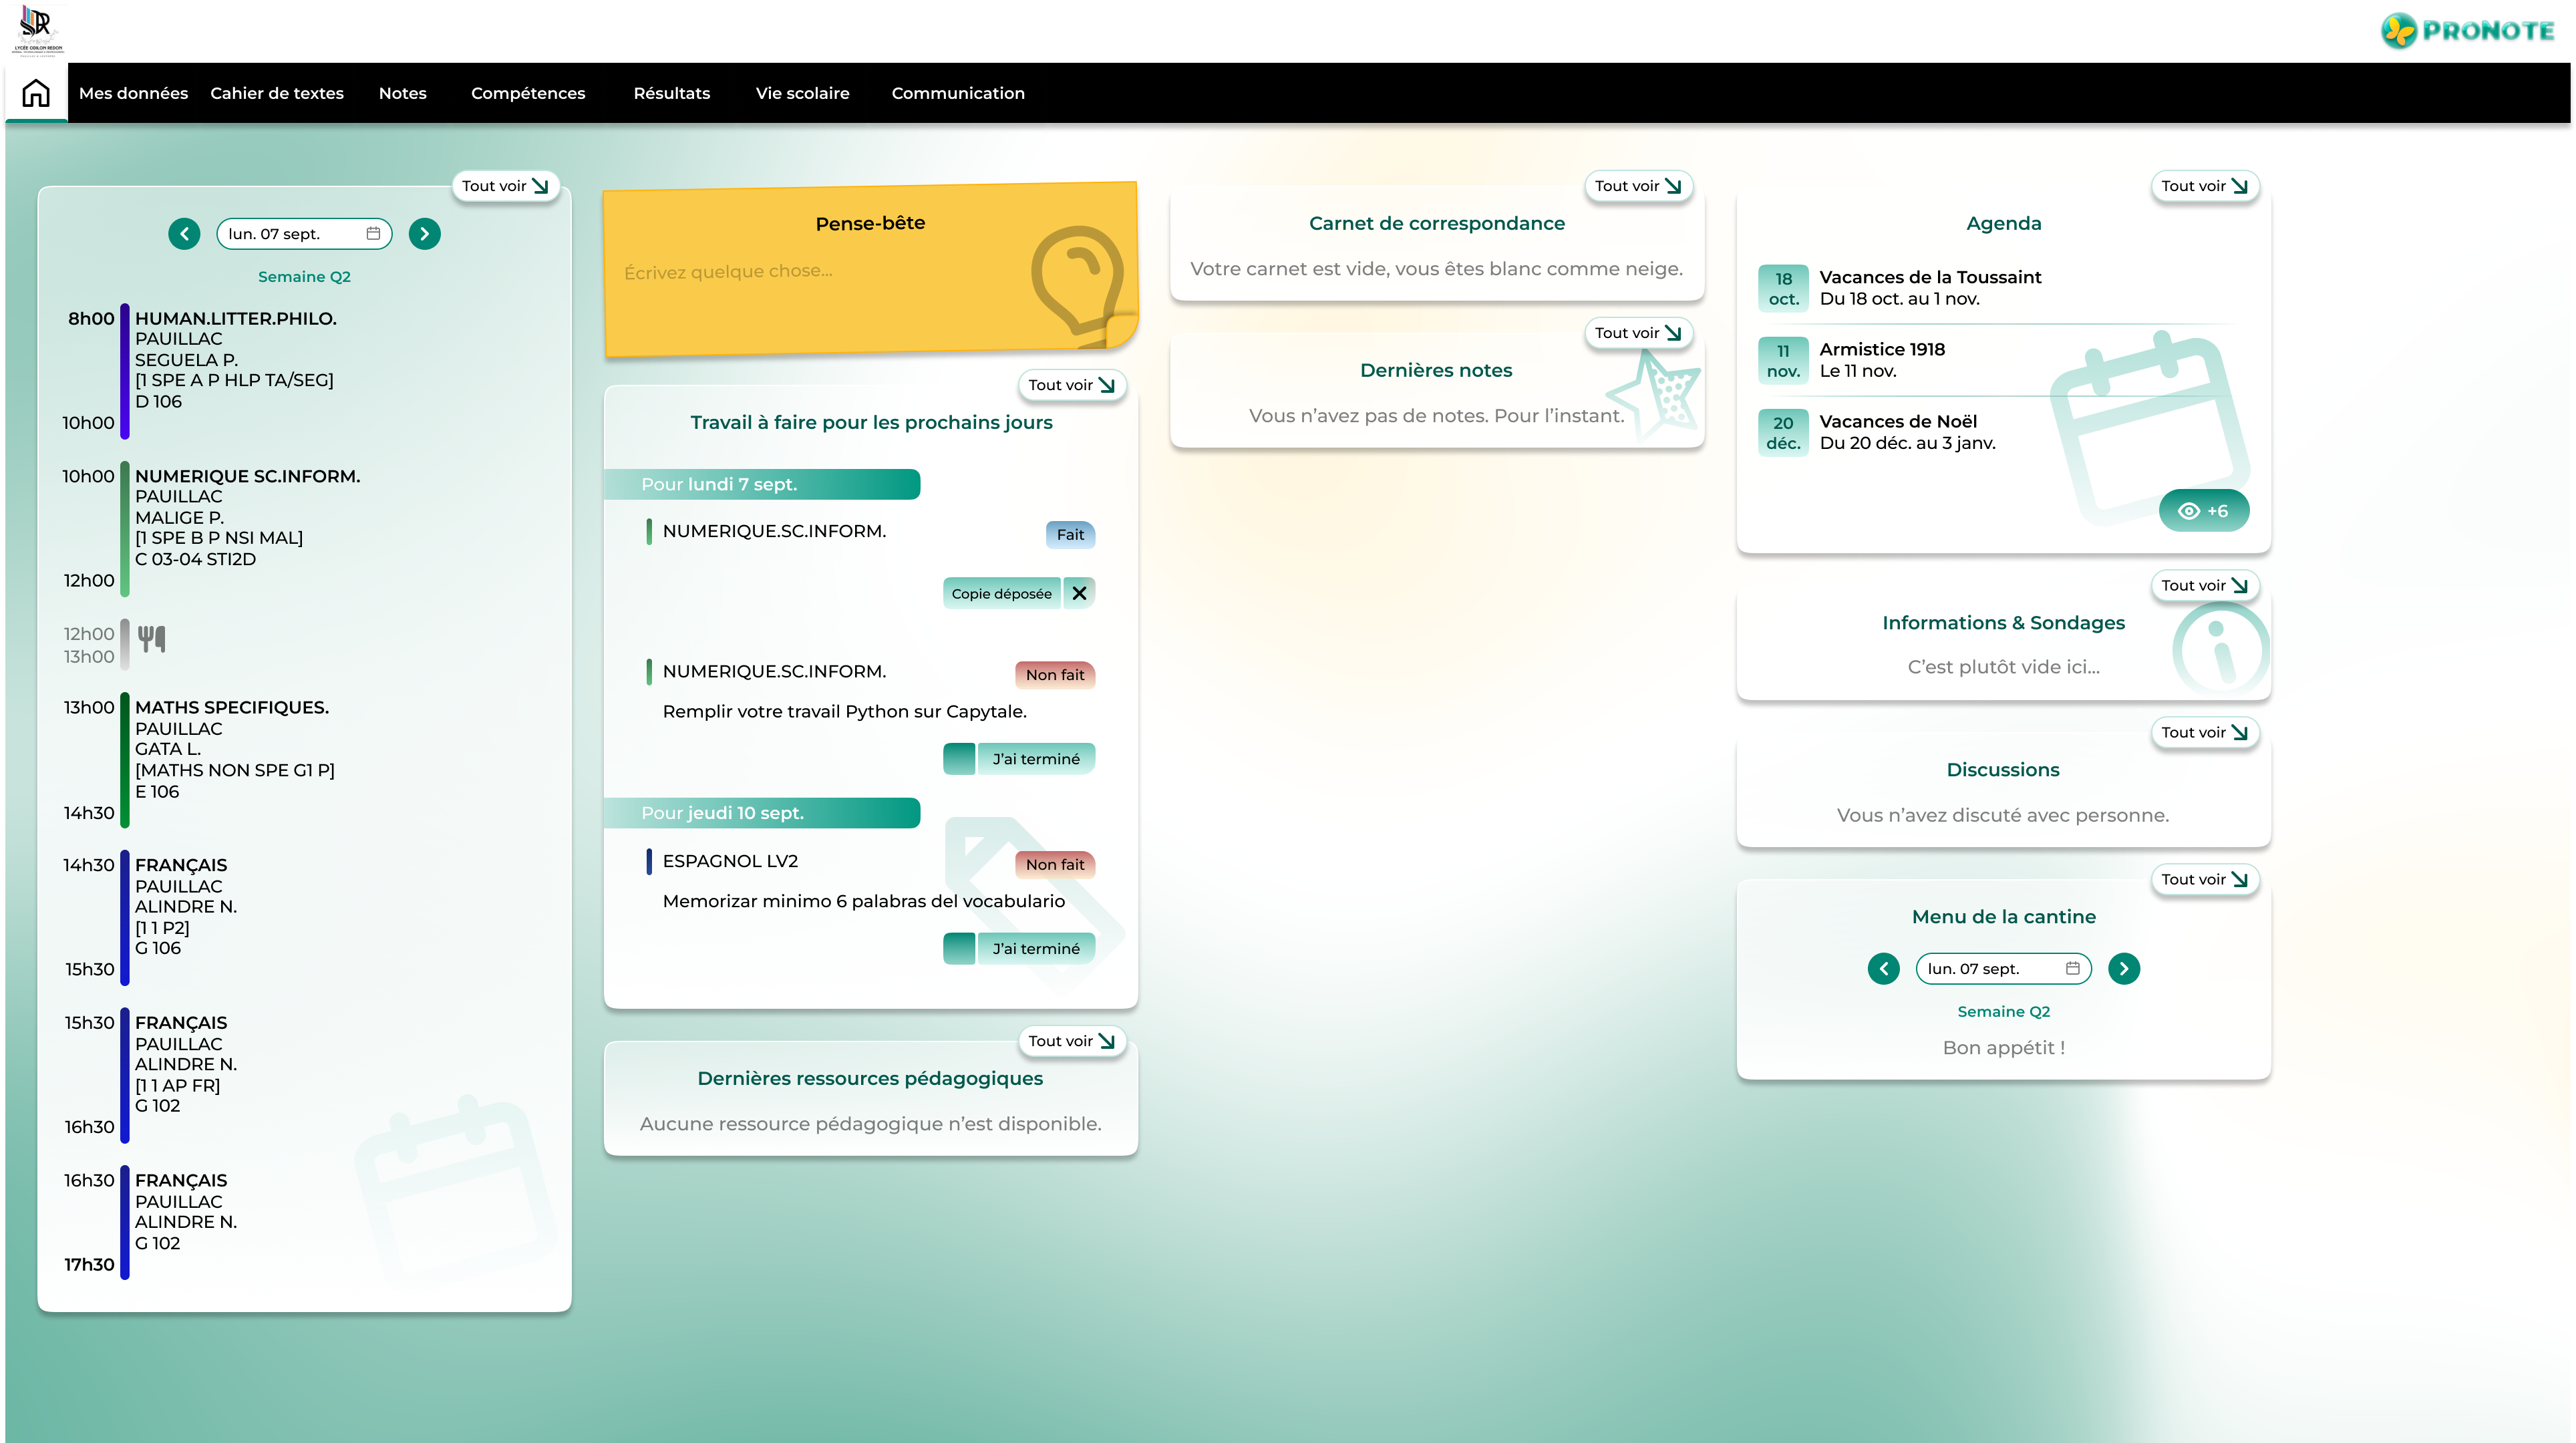 SDR
LYCÉE ODILON REDON
PRONOTE
Mes données
Cahier de textes
Notes
Compétences
Résultats
Vie scolaire
Communication
Tout voir
lun. 07 sept.
Semaine Q2
8h00
HUMAN.LITTER.PHILO.
PAUILLAC
SEGUELA P.
[1 SPE A P HLP TA/SEG]
D 106
10h00
10h00
NUMERIQUE SC.INFORM.
PAUILLAC
MALIGE P.
[1 SPE B P NSI MAL]
C 03-04 STI2D
12h00
12h00
13h00
13h00
MATHS SPECIFIQUES.
PAUILLAC
GATA L.
[MATHS NON SPE G1 P]
E 106
14h30
14h30
FRANÇAIS
PAUILLAC
ALINDRE N.
[1 1 P2]
G 106
15h30
15h30
FRANÇAIS
PAUILLAC
ALINDRE N.
[1 1 AP FR]
G 102
16h30
16h30
FRANÇAIS
PAUILLAC
ALINDRE N.
G 102
17h30
Pense-bête
Écrivez quelque chose...
Tout voir
Travail à faire pour les prochains jours
Pour lundi 7 sept.
NUMERIQUE.SC.INFORM.
Fait
Copie déposée
NUMERIQUE.SC.INFORM.
Non fait
Remplir votre travail Python sur Capytale.
J'ai terminé
Pour jeudi 10 sept.
ESPAGNOL LV2
Non fait
Memorizar minimo 6 palabras del vocabulario
J'ai terminé
Tout voir
Dernières ressources pédagogiques
Aucune ressource pédagogique n'est disponible.
Tout voir
Carnet de correspondance
Votre carnet est vide, vous êtes blanc comme neige.
Tout voir
Dernières notes
Vous n'avez pas de notes. Pour l'instant.
Tout voir
Agenda
18 oct.
Vacances de la Toussaint
Du 18 oct. au 1 nov.
11 nov.
Armistice 1918
Le 11 nov.
20 déc.
Vacances de Noël
Du 20 déc. au 3 janv.
+6
Tout voir
Informations & Sondages
C'est plutôt vide ici...
Tout voir
Discussions
Vous n'avez discuté avec personne.
Tout voir
Menu de la cantine
lun. 07 sept.
Semaine Q2
Bon appétit !